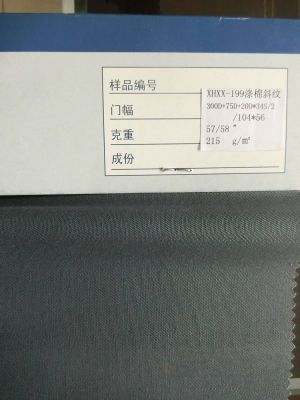 样品编号
门幅
克重
成份
XHXX-199涤棉斜纹
300D+75D+20D*34S/2
/104*56
57/58 "
215 g/㎡